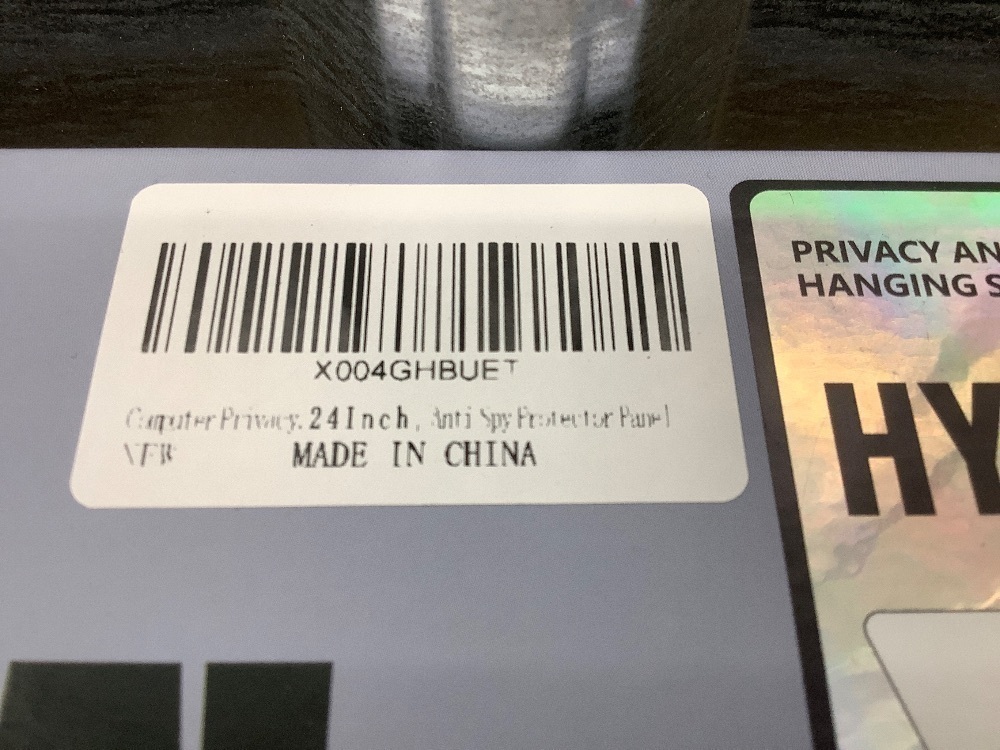 X004GHBUET
Computer Privacy. 24Inch, Anti Spy Protector Panel
MADE IN CHINA
PRIVACY AN
HANGING S
HY